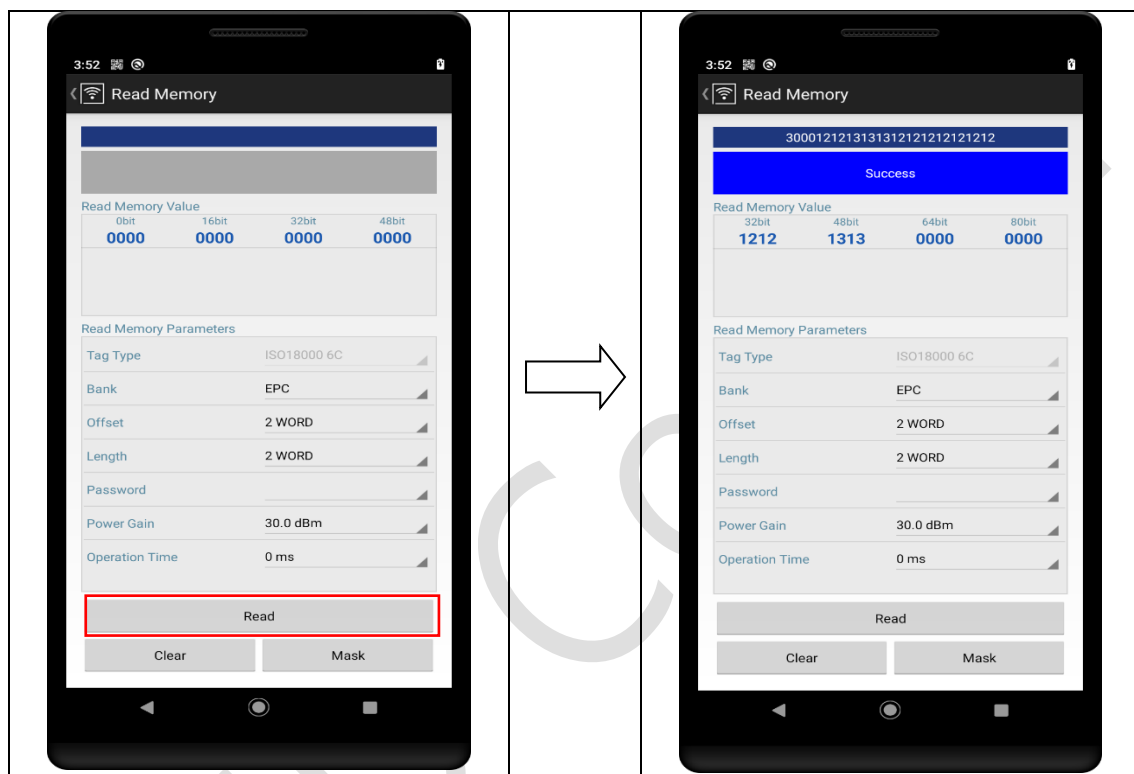 3:52
Read Memory
Read Memory Value
0bit 16bit 32bit 48bit
0000 0000 0000 0000
Read Memory Parameters
Tag Type ISO18000 6C
Bank EPC
Offset 2 WORD
Length 2 WORD
Password
Power Gain 30.0 dBm
Operation Time 0 ms
Read
Clear Mask
3:52
Read Memory
3000121213131312121212121212
Success
Read Memory Value
32bit 48bit 64bit 80bit
1212 1313 0000 0000
Read Memory Parameters
Tag Type ISO18000 6C
Bank EPC
Offset 2 WORD
Length 2 WORD
Password
Power Gain 30.0 dBm
Operation Time 0 ms
Read
Clear Mask